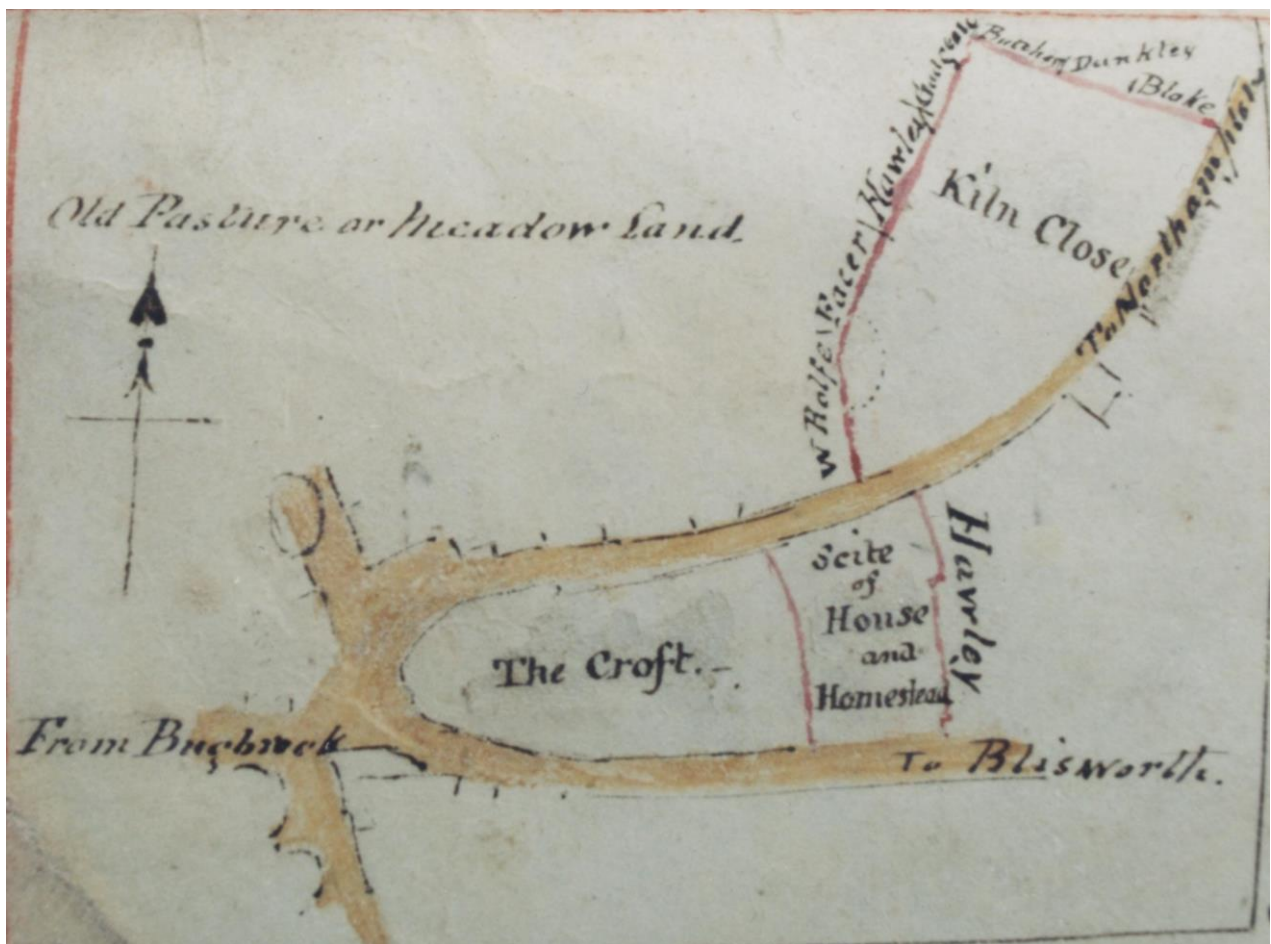 Butcher Dunkley
Blake
Kiln Close
Old Pasture or Meadow Land.
W Rolfe Facer Hawley
To Northampton
Scite
of
House
and
Homestead
Hawley
The Croft.
From Bugbrook
To Blisworth.